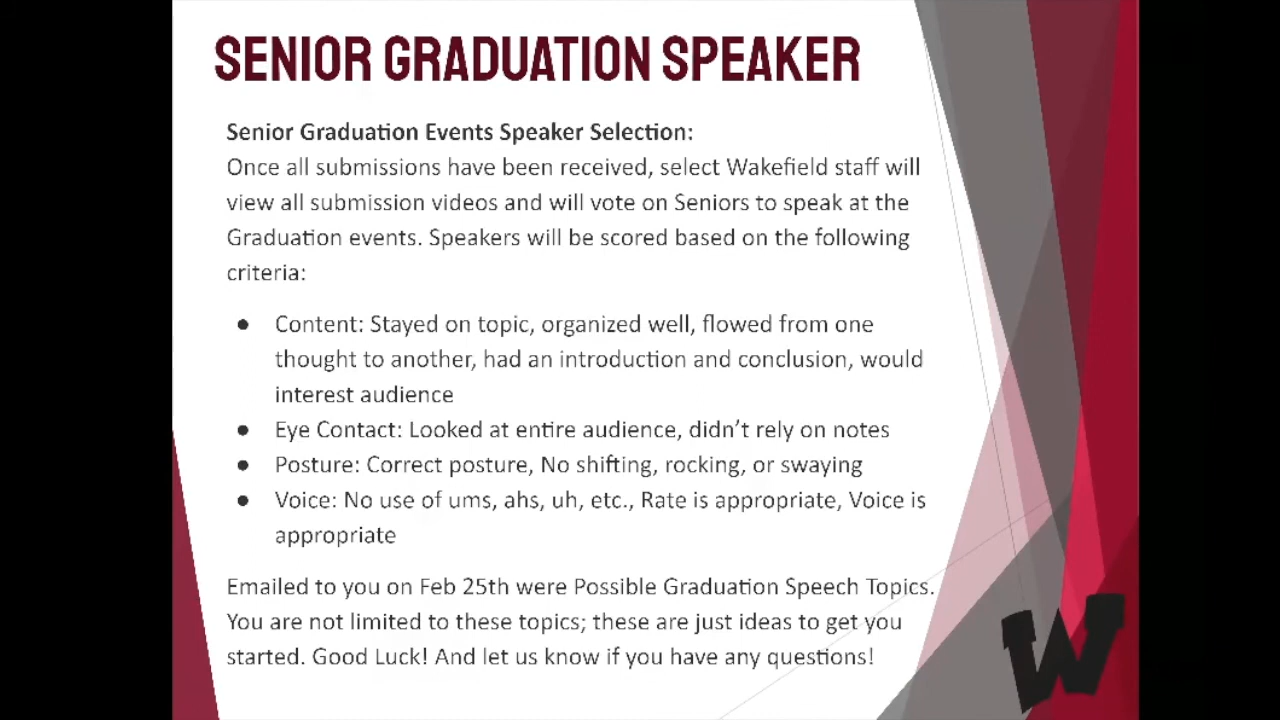 SENIOR GRADUATION SPEAKER
Senior Graduation Events Speaker Selection:
Once all submissions have been received, select Wakefield staff will
view all submission videos and will vote on Seniors to speak at the
Graduation events. Speakers will be scored based on the following
criteria:
● Content: Stayed on topic, organized well, flowed from one
thought to another, had an introduction and conclusion, would
interest audience
● Eye Contact: Looked at entire audience, didn’t rely on notes
● Posture: Correct posture, No shifting, rocking, or swaying
● Voice: No use of ums, ahs, uh, etc., Rate is appropriate, Voice is
appropriate
Emailed to you on Feb 25th were Possible Graduation Speech Topics.
You are not limited to these topics; these are just ideas to get you
started. Good Luck! And let us know if you have any questions!
W